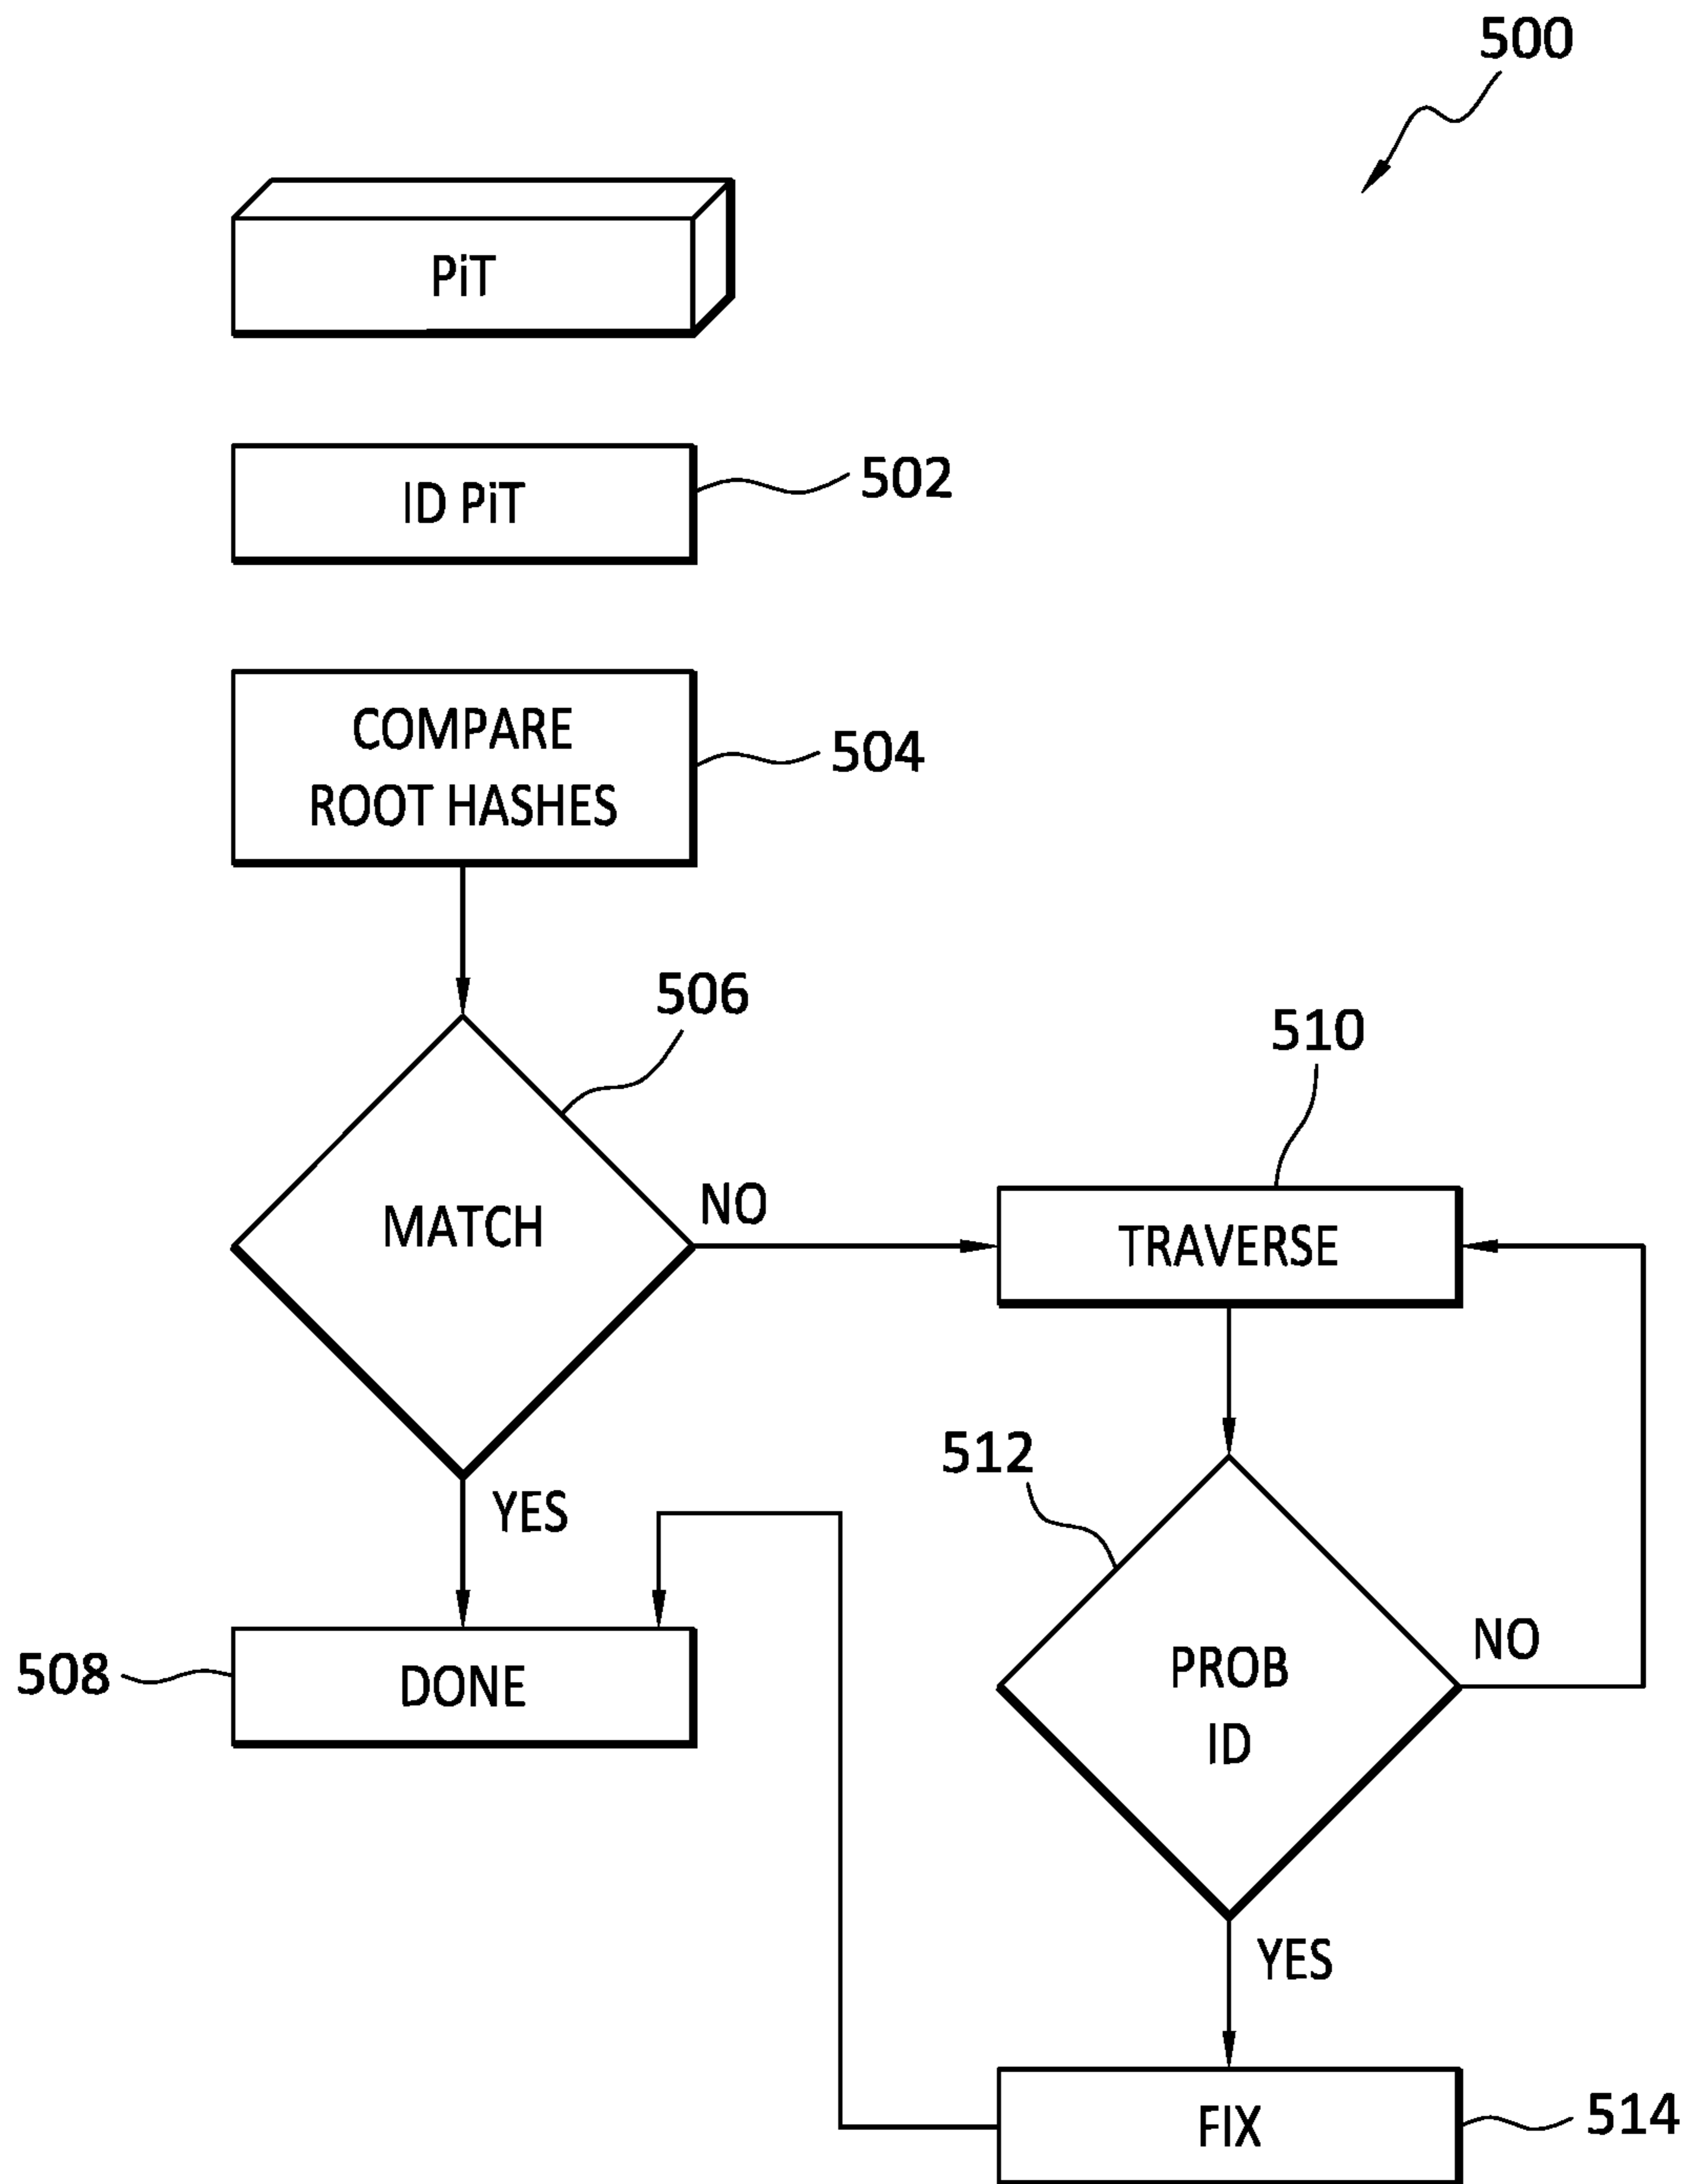 500
PiT
ID PiT
502
COMPARE
ROOT HASHES
504
506
MATCH
NO
510
TRAVERSE
YES
512
508
DONE
PROB
ID
NO
YES
FIX
514